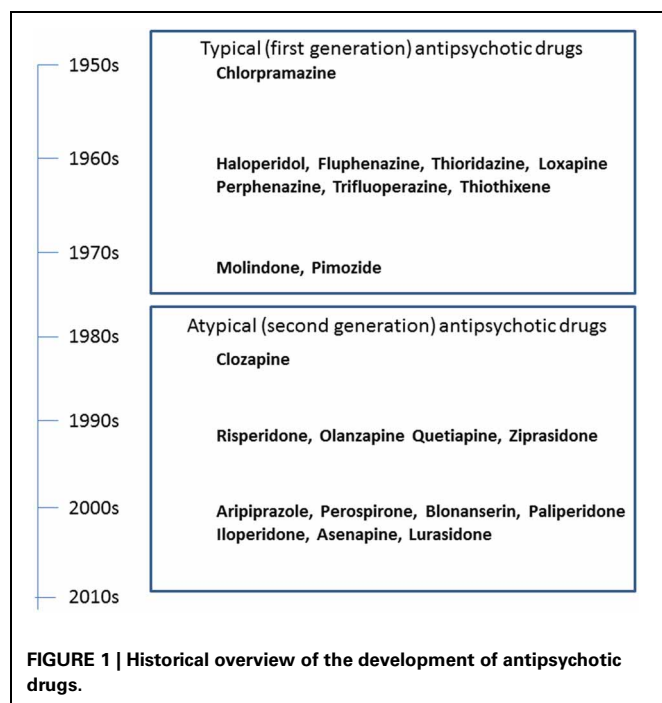 Typical (first generation) antipsychotic drugs
1950s
Chlorpramazine
1960s
Haloperidol, Fluphenazine, Thioridazine, Loxapine
Perphenazine, Trifluoperazine, Thiothixene
1970s
Molindone, Pimozide
Atypical (second generation) antipsychotic drugs
1980s
Clozapine
1990s
Risperidone, Olanzapine Quetiapine, Ziprasidone
2000s
Aripiprazole, Perospirone, Blonanserin, Paliperidone
Iloperidone, Asenapine, Lurasidone
2010s
FIGURE 1 | Historical overview of the development of antipsychotic
drugs.